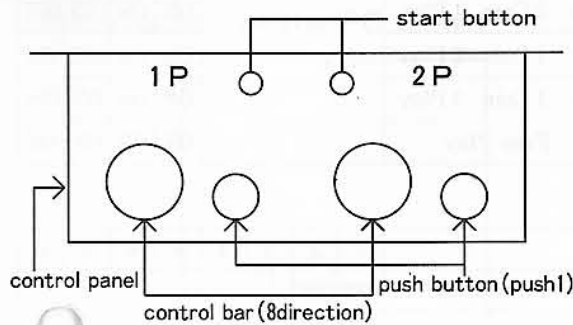 start button
1P 2P
control panel
push button (push1)
control bar (8direction)